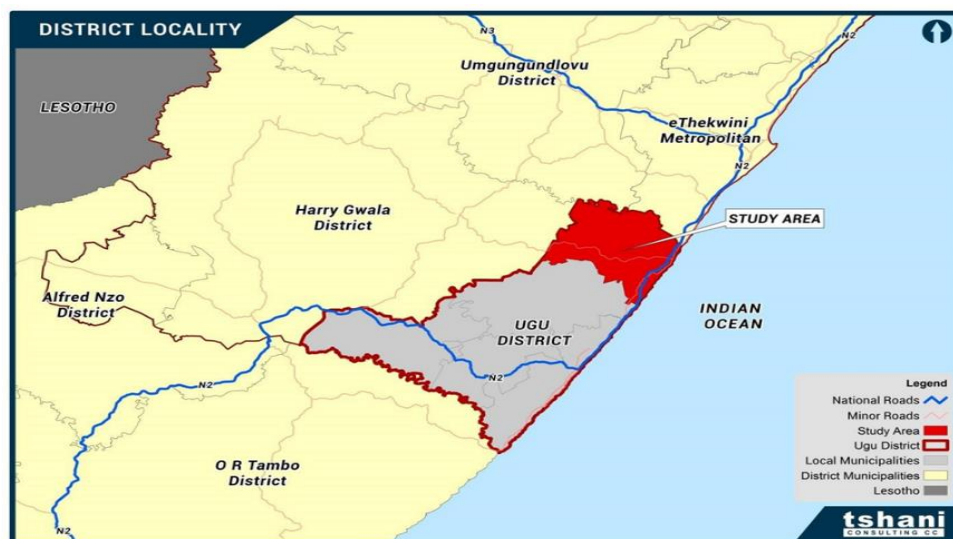 DISTRICT LOCALITY
N3
N2
Umgungundlovu
District
LESOTHO
eThekwini
Metropolitan
N2
Harry Gwala
District
STUDY AREA
Alfred Nzo
District
INDIAN
OCEAN
UGU
DISTRICT
N2
N2
O R Tambo
District
N2
Legend
National Roads
Minor Roads
Study Area
Ugu District
Local Municipalities
District Municipalities
Lesotho
tshani
CONSULTING CC